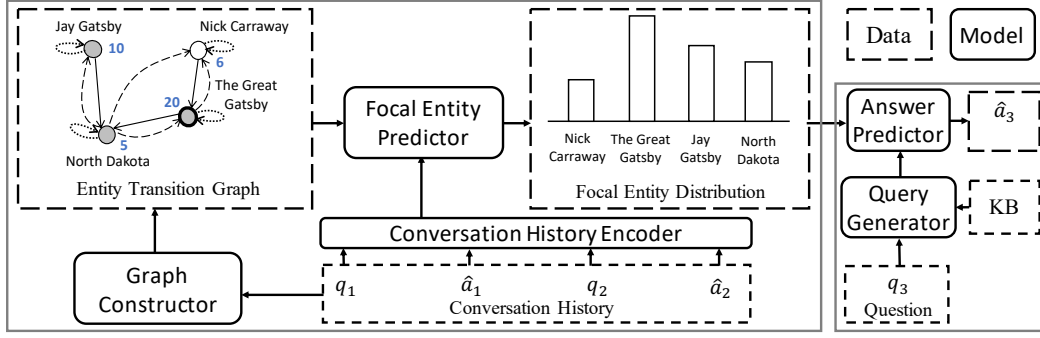 Jay Gatsby
10
Nick Carraway
6
The Great
Gatsby
20
5
North Dakota
Entity Transition Graph
Focal Entity
Predictor
Nick
Carraway
The Great
Gatsby
Jay
Gatsby
North
Dakota
Focal Entity Distribution
Data
Model
Answer
Predictor
â₃
Query
Generator
KB
q₃
Question
Conversation History Encoder
Graph
Constructor
q₁ â₁ q₂ â₂
Conversation History